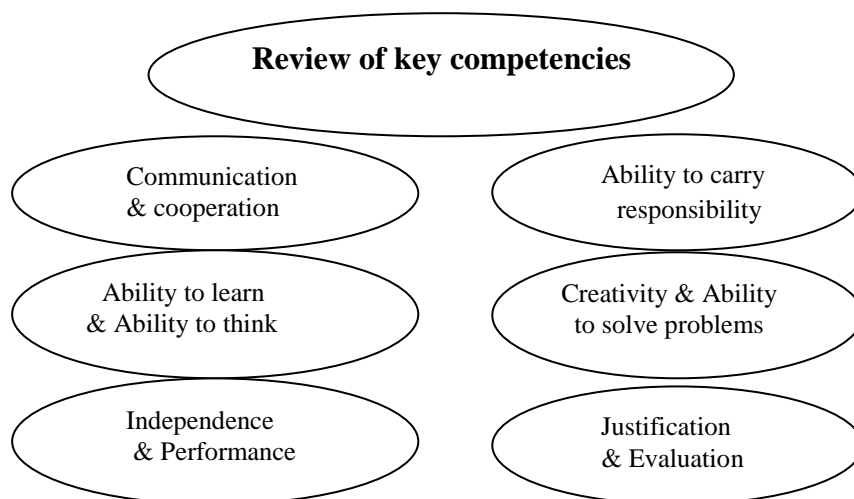 Review of key competencies
Communication
& cooperation
Ability to carry
responsibility
Ability to learn
& Ability to think
Creativity & Ability
to solve problems
Independence
& Performance
Justification
& Evaluation